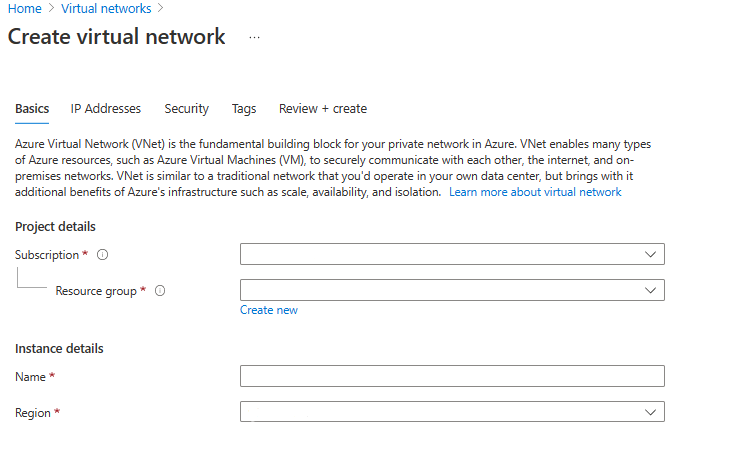 Home > Virtual networks >
Create virtual network ...
Basics IP Addresses Security Tags Review + create
Azure Virtual Network (VNet) is the fundamental building block for your private network in Azure. VNet enables many types
of Azure resources, such as Azure Virtual Machines (VM), to securely communicate with each other, the internet, and on-
premises networks. VNet is similar to a traditional network that you'd operate in your own data center, but brings with it
additional benefits of Azure's infrastructure such as scale, availability, and isolation. Learn more about virtual network
Project details
Subscription *
Resource group *
Create new
Instance details
Name *
Region *